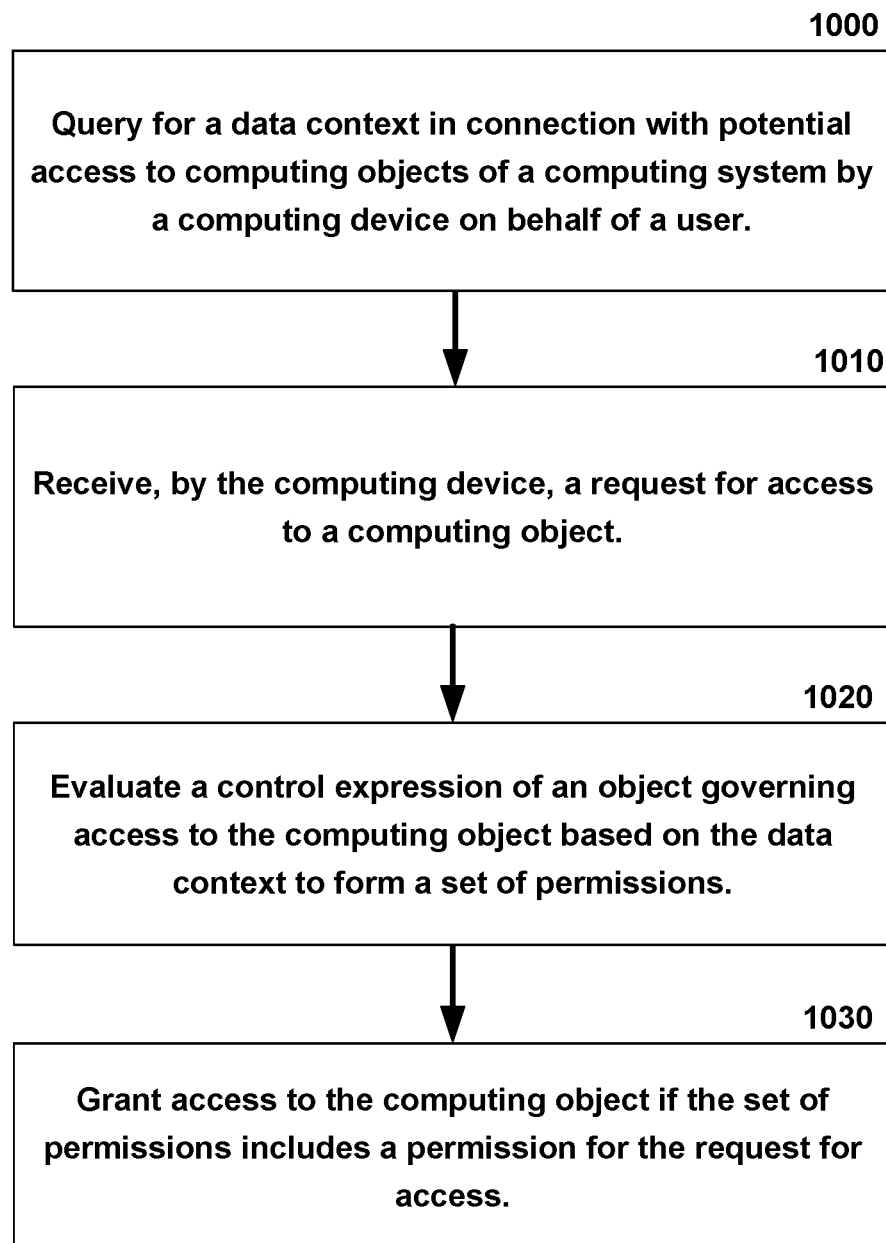 1000
Query for a data context in connection with potential
access to computing objects of a computing system by
a computing device on behalf of a user.
1010
Receive, by the computing device, a request for access
to a computing object.
1020
Evaluate a control expression of an object governing
access to the computing object based on the data
context to form a set of permissions.
1030
Grant access to the computing object if the set of
permissions includes a permission for the request for
access.